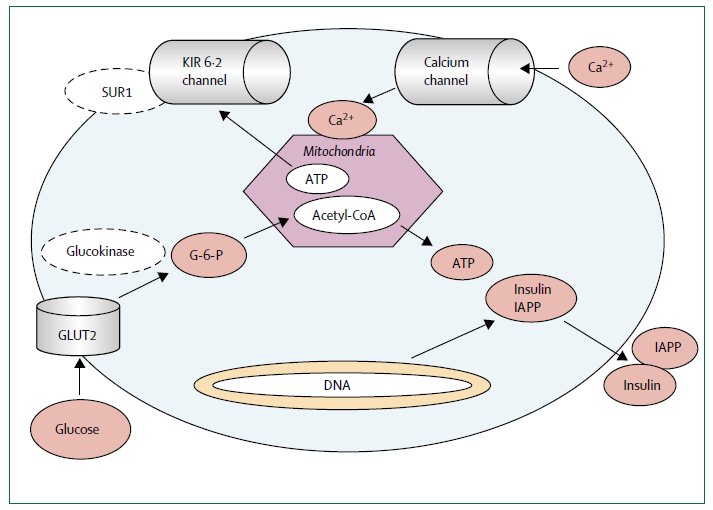 KIR 6·2
channel
SUR1
Calcium
channel
Ca²⁺
Ca²⁺
Mitochondria
ATP
Acetyl-CoA
Glucokinase
G-6-P
ATP
Insulin
IAPP
GLUT2
IAPP
DNA
Insulin
Glucose